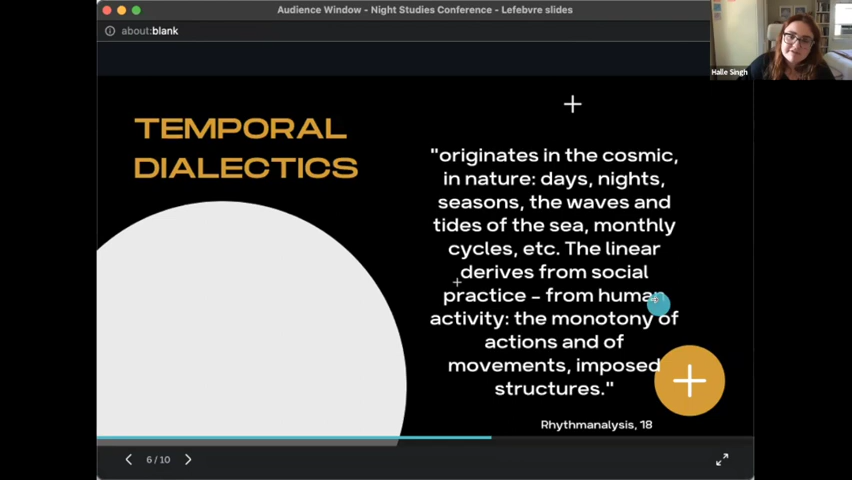 Audience Window - Night Studies Conference - Lefebvre slides
about:blank
Halle Singh
TEMPORAL
DIALECTICS
"originates in the cosmic,
in nature: days, nights,
seasons, the waves and
tides of the sea, monthly
cycles, etc. The linear
derives from social
practice – from human
activity: the monotony of
actions and of
movements, imposed
structures."
Rhythmanalysis, 18
6 / 10